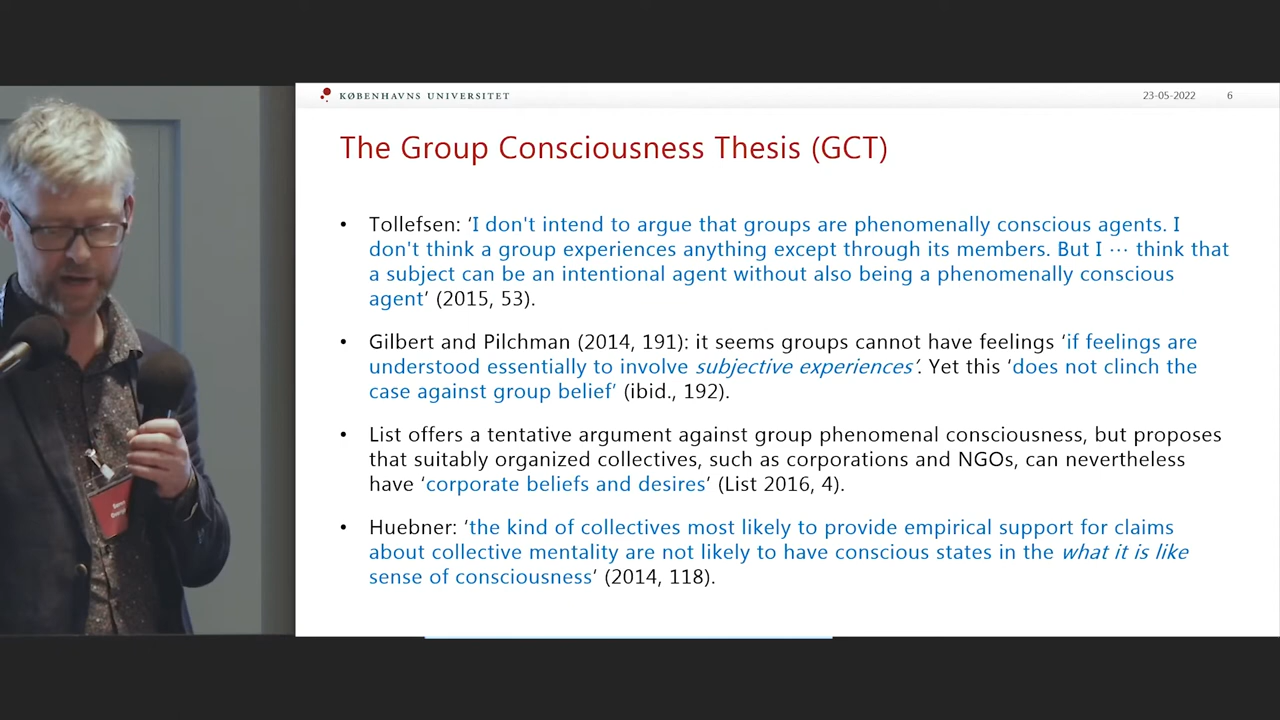 KØBENHAVNS UNIVERSITET
23-05-2022 6
The Group Consciousness Thesis (GCT)
• Tollefsen: ‘I don't intend to argue that groups are phenomenally conscious agents. I
don't think a group experiences anything except through its members. But I ⋯ think that
a subject can be an intentional agent without also being a phenomenally conscious
agent’ (2015, 53).
• Gilbert and Pilchman (2014, 191): it seems groups cannot have feelings ‘if feelings are
understood essentially to involve subjective experiences’. Yet this ‘does not clinch the
case against group belief’ (ibid., 192).
• List offers a tentative argument against group phenomenal consciousness, but proposes
that suitably organized collectives, such as corporations and NGOs, can nevertheless
have ‘corporate beliefs and desires’ (List 2016, 4).
• Huebner: ‘the kind of collectives most likely to provide empirical support for claims
about collective mentality are not likely to have conscious states in the what it is like
sense of consciousness‘ (2014, 118).